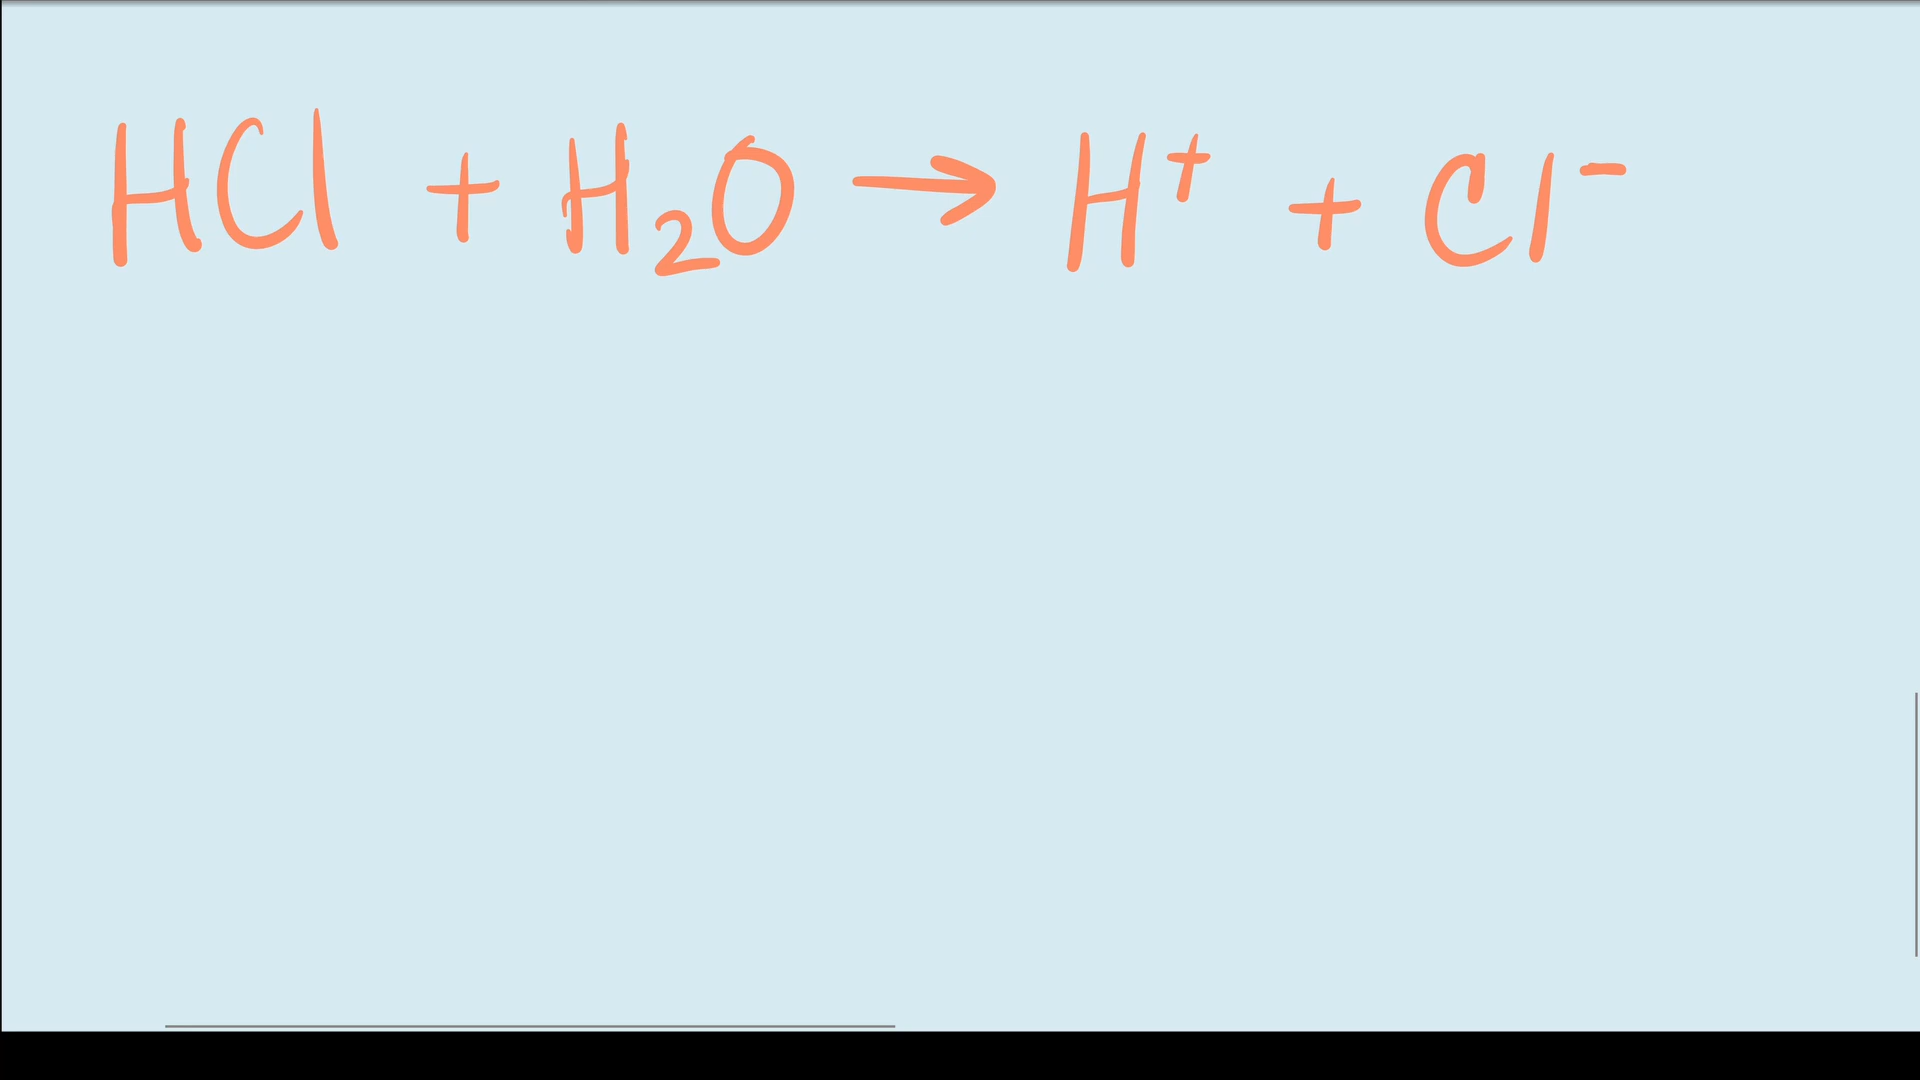 HCl + H₂O → H⁺ + Cl⁻